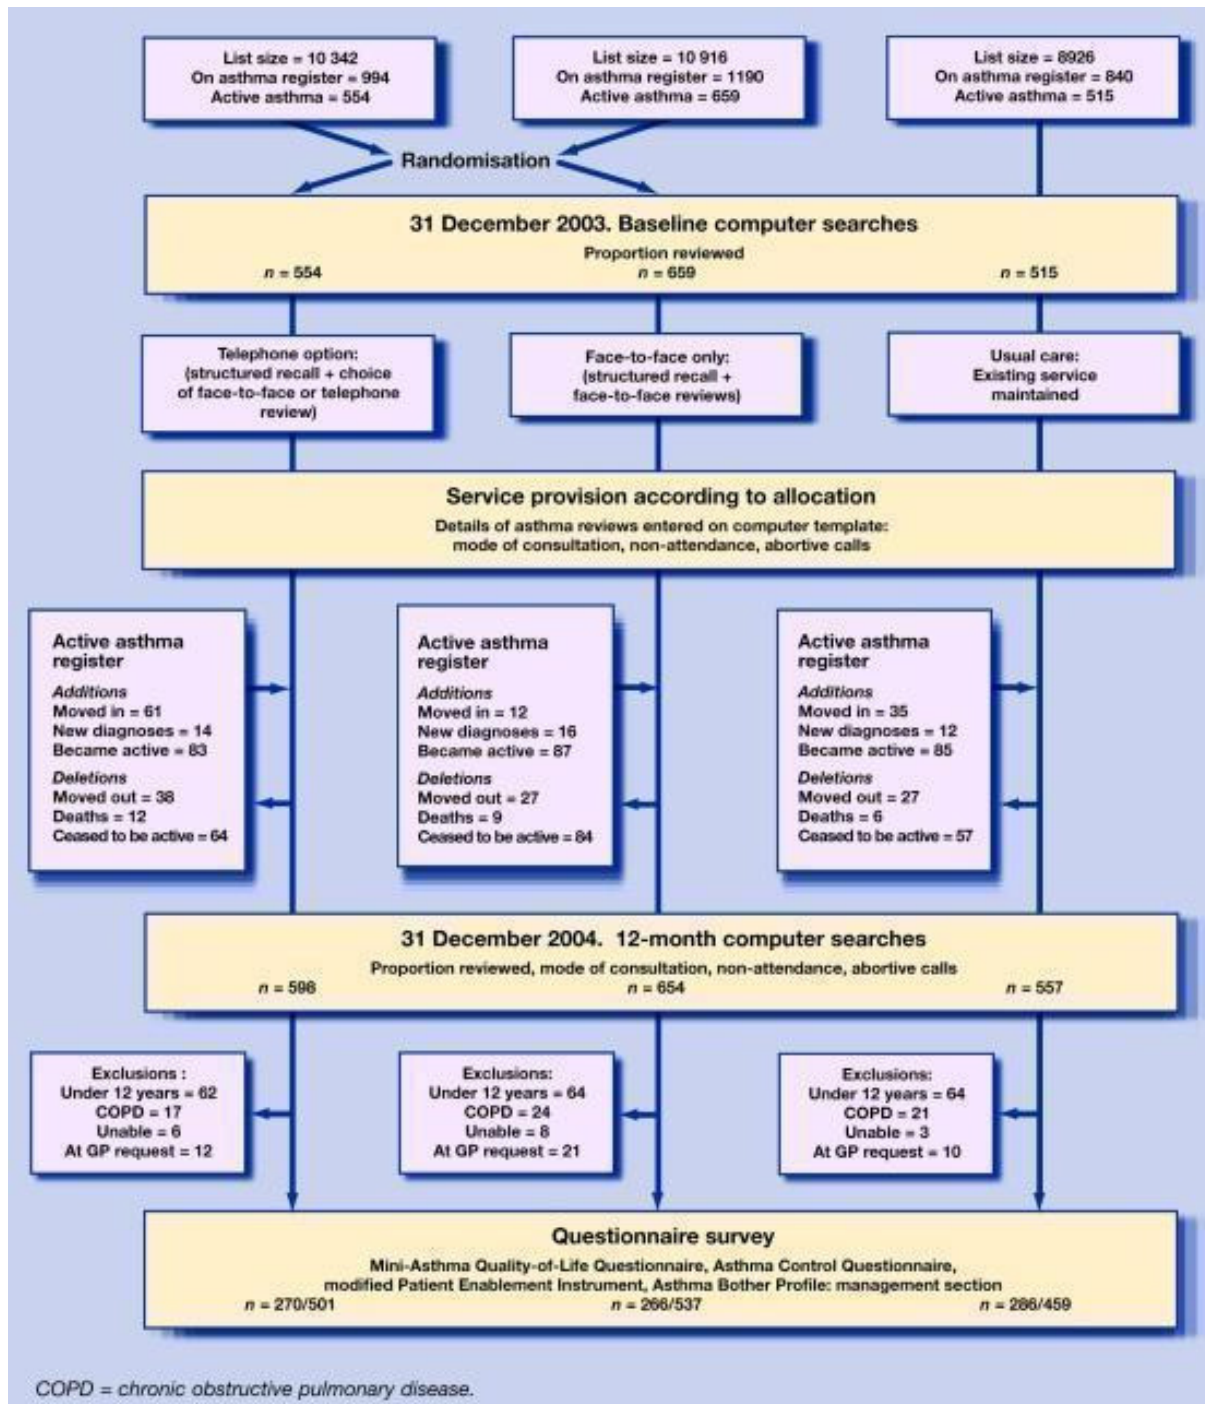 List size = 10 342
On asthma register = 994
Active asthma = 554
List size = 10 916
On asthma register = 1190
Active asthma = 659
List size = 8926
On asthma register = 840
Active asthma = 515
Randomisation
31 December 2003. Baseline computer searches
Proportion reviewed
n = 554
n = 659
n = 515
Telephone option:
(structured recall + choice
of face-to-face or telephone
review)
Face-to-face only:
(structured recall +
face-to-face reviews)
Usual care:
Existing service
maintained
Service provision according to allocation
Details of asthma reviews entered on computer template:
mode of consultation, non-attendance, abortive calls
Active asthma
register
Additions
Moved in = 61
New diagnoses = 14
Became active = 83
Deletions
Moved out = 38
Deaths = 12
Ceased to be active = 64
Active asthma
register
Additions
Moved in = 12
New diagnoses = 16
Became active = 87
Deletions
Moved out = 27
Deaths = 9
Ceased to be active = 84
Active asthma
register
Additions
Moved in = 35
New diagnoses = 12
Became active = 85
Deletions
Moved out = 27
Deaths = 6
Ceased to be active = 57
31 December 2004. 12-month computer searches
Proportion reviewed, mode of consultation, non-attendance, abortive calls
n = 598
n = 654
n = 557
Exclusions :
Under 12 years = 62
COPD = 17
Unable = 6
At GP request = 12
Exclusions:
Under 12 years = 64
COPD = 24
Unable = 8
At GP request = 21
Exclusions:
Under 12 years = 64
COPD = 21
Unable = 3
At GP request = 10
Questionnaire survey
Mini-Asthma Quality-of-Life Questionnaire, Asthma Control Questionnaire,
modified Patient Enablement Instrument, Asthma Bother Profile: management section
n = 270/501
n = 266/537
n = 286/459
COPD = chronic obstructive pulmonary disease.